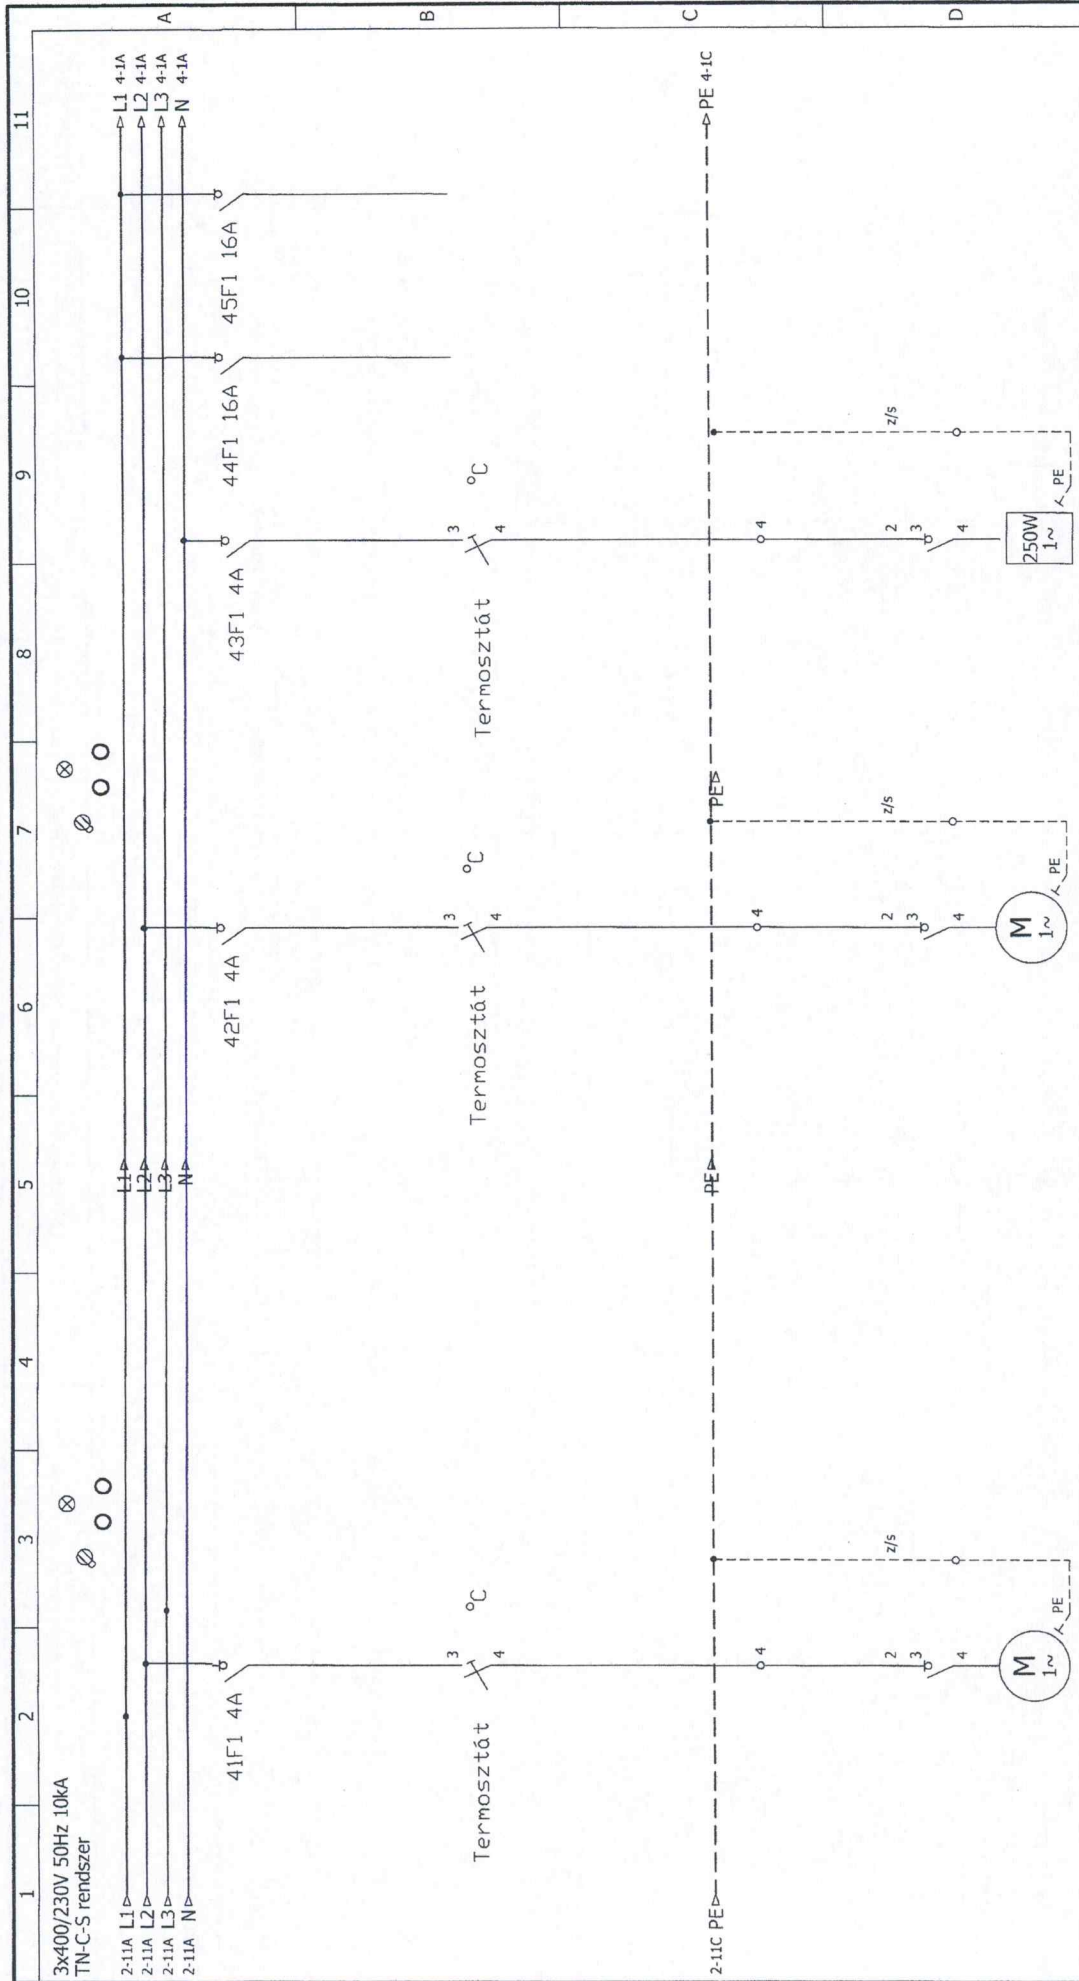 1 2 3 4 5 6 7 8 9 10 11
3x400/230V 50Hz 10kA
TN-C-S rendszer
A
B
C
D
2-11A L1 L1 L1 4-1A
2-11A L2 L2 L2 4-1A
2-11A L3 L3 L3 4-1A
2-11A N N N 4-1A
41F1 4A
42F1 4A
43F1 4A
44F1 16A
45F1 16A
Termosztát 3 4 °C
Termosztát 3 4 °C
Termosztát 3 4 °C
2-11C PE PE PE PE 4-1C
4
4
4
z/s
z/s
z/s
2 3 4
2 3 4
2 3 4
M
1~
PE
M
1~
PE
250W
1~
PE